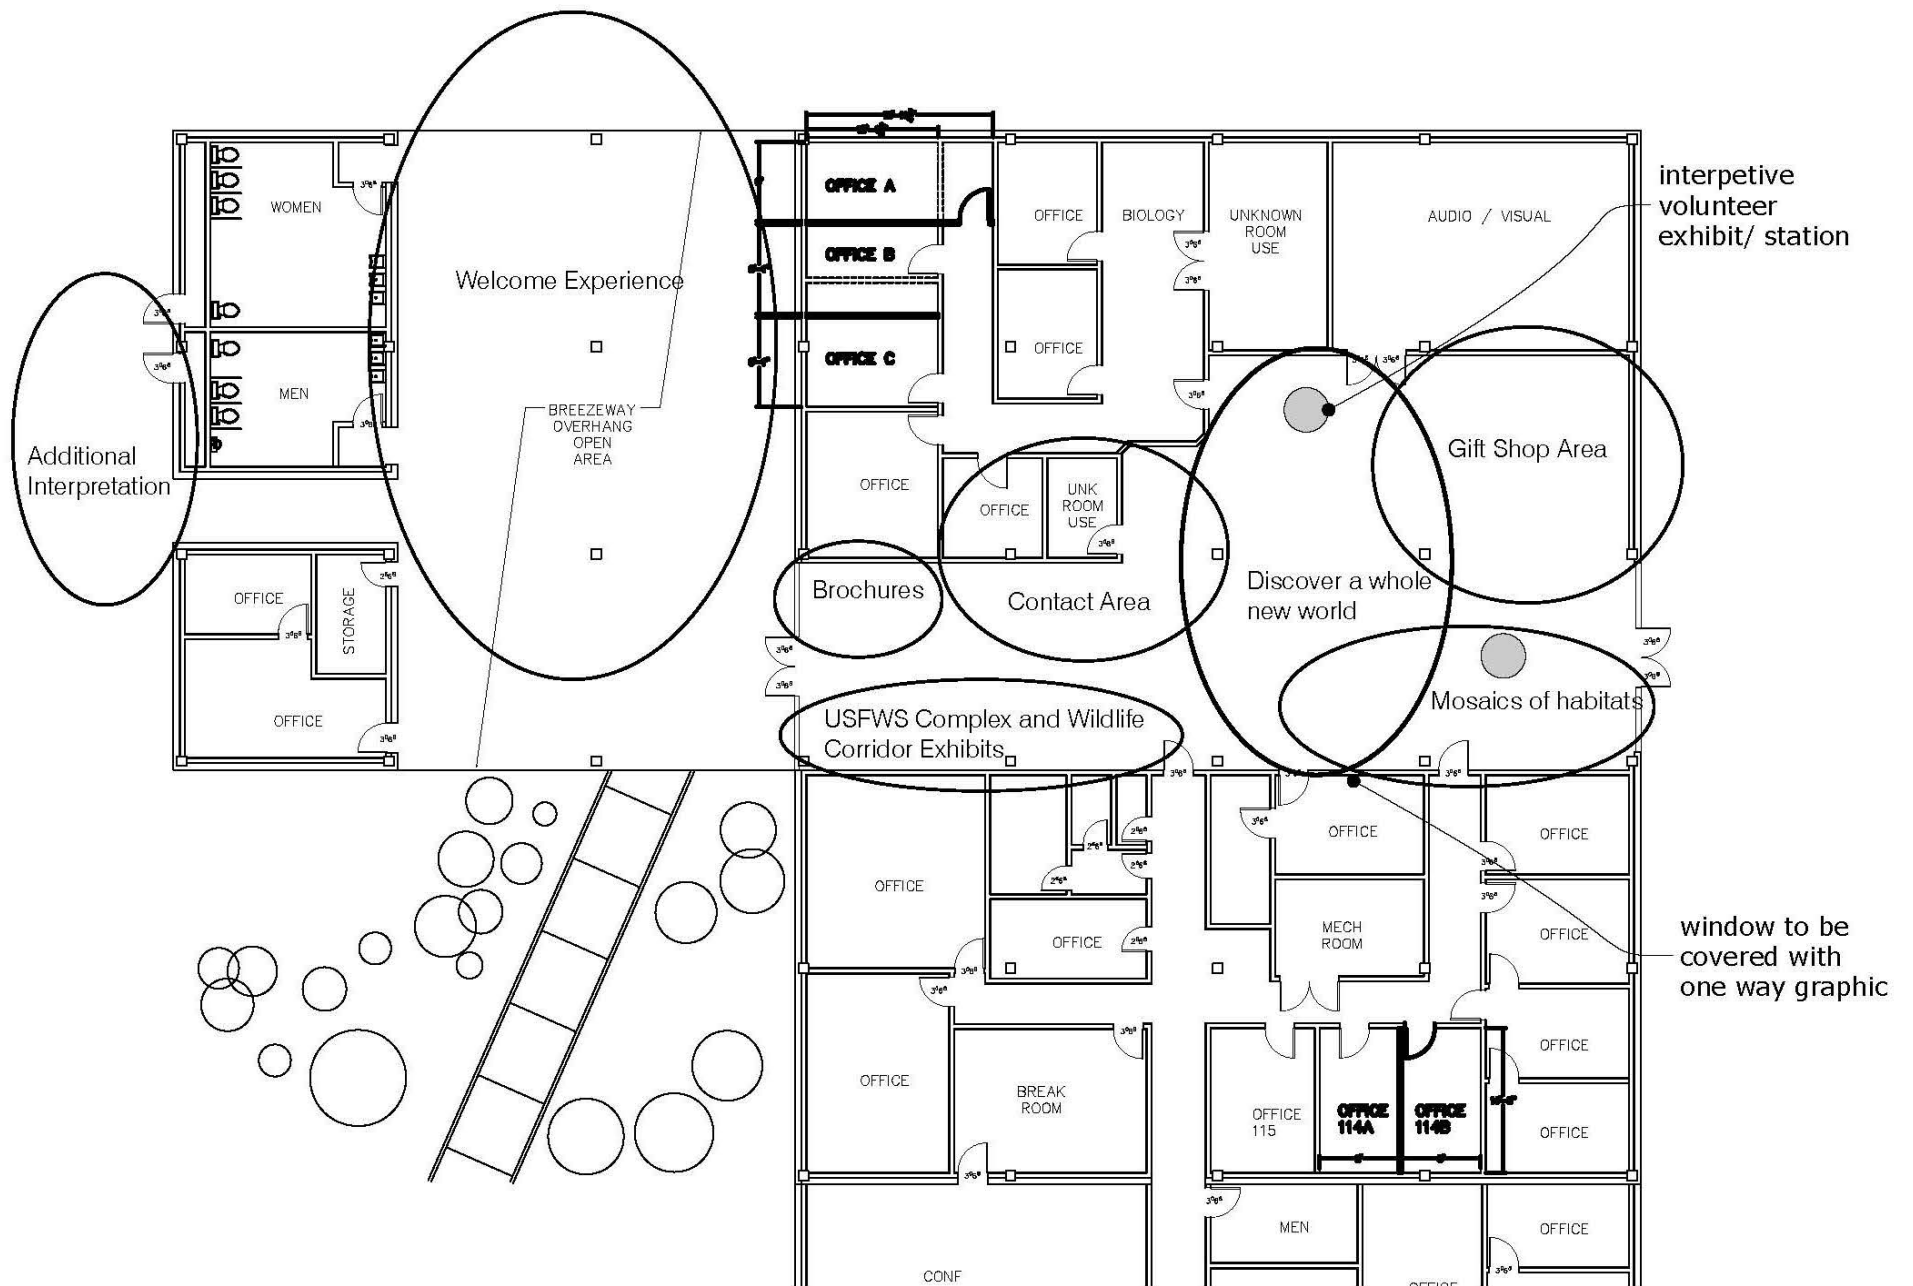 interpetive
volunteer
exhibit/ station
OFFICE A
WOMEN
OFFICE
BIOLOGY
UNKNOWN
ROOM
USE
AUDIO / VISUAL
OFFICE B
Welcome Experience
OFFICE
OFFICE C
MEN
BREEZEWAY
OVERHANG
OPEN
AREA
Additional
Interpretation
Gift Shop Area
OFFICE
OFFICE
UNK
ROOM
USE
Brochures
Contact Area
Discover a whole
new world
OFFICE
STORAGE
OFFICE
USFWS Complex and Wildlife
Corridor Exhibits
Mosaics of habitats
OFFICE
OFFICE
OFFICE
OFFICE
MECH
ROOM
OFFICE
window to be
covered with
one way graphic
OFFICE
OFFICE
BREAK
ROOM
OFFICE
115
OFFICE
114A
OFFICE
114B
OFFICE
MEN
OFFICE
CONF